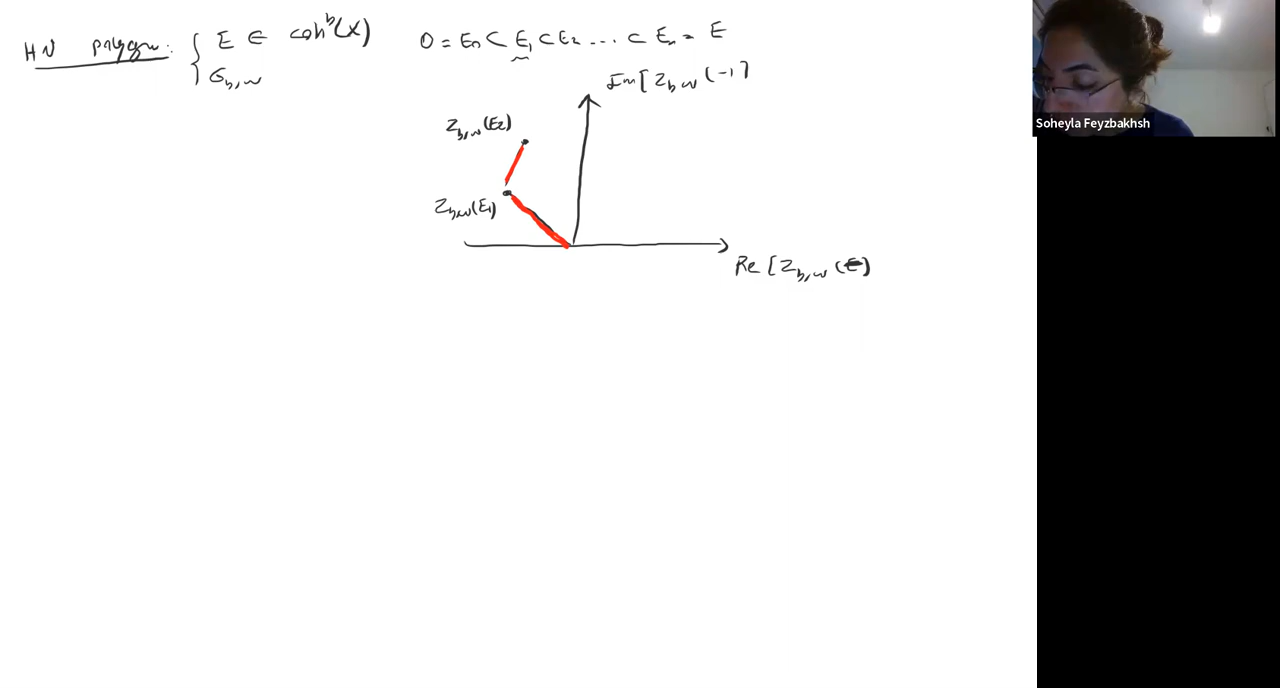 HN polygon: { E ∈ Coh^b(X) 0 = E_0 ⊂ E_1 ⊂ E_2 ... ⊂ E_n = E
σ_{b,w}
Im[Z_{b,w}(-)]
Z_{b,w}(E_2)
Z_{b,w}(E_1)
Re[Z_{b,w}(E)
Soheyla Feyzbakhsh